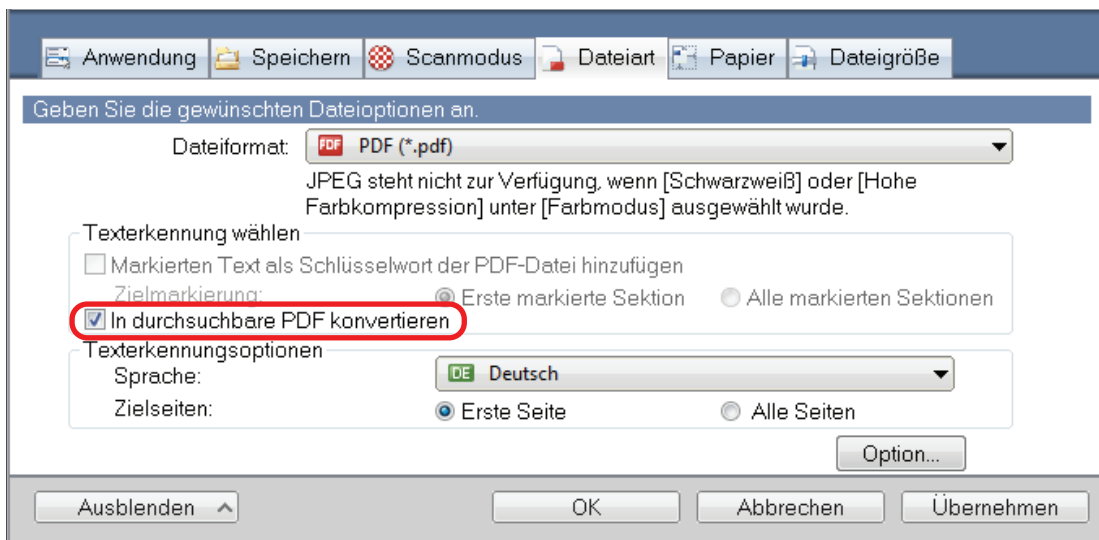 Anwendung Speichern Scanmodus Dateiart Papier Dateigröße
Geben Sie die gewünschten Dateioptionen an.
Dateiformat: PDF PDF (*.pdf)
JPEG steht nicht zur Verfügung, wenn [Schwarzweiß] oder [Hohe
Farbkompression] unter [Farbmodus] ausgewählt wurde.
Texterkennung wählen
Markierten Text als Schlüsselwort der PDF-Datei hinzufügen
Zielmarkierung: Erste markierte Sektion Alle markierten Sektionen
In durchsuchbare PDF konvertieren
Texterkennungsoptionen
Sprache: DE Deutsch
Zielseiten: Erste Seite Alle Seiten
Option...
Ausblenden OK Abbrechen Übernehmen